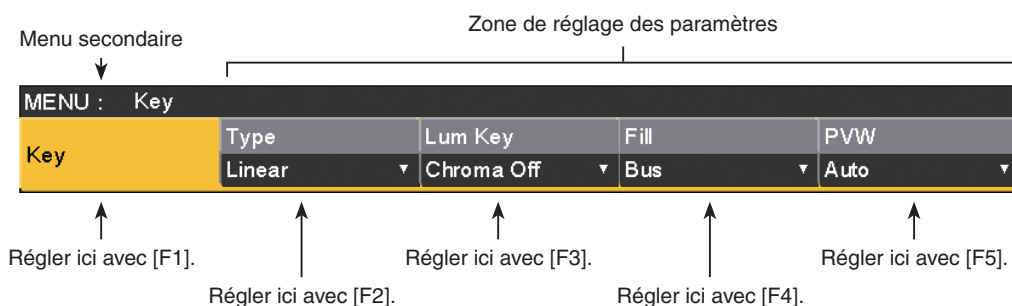 Zone de réglage des paramètres
Menu secondaire
MENU : Key
Key
Type Lum Key Fill PVW
Linear ▼ Chroma Off ▼ Bus ▼ Auto ▼
Régler ici avec [F1]. Régler ici avec [F3]. Régler ici avec [F5].
Régler ici avec [F2]. Régler ici avec [F4].